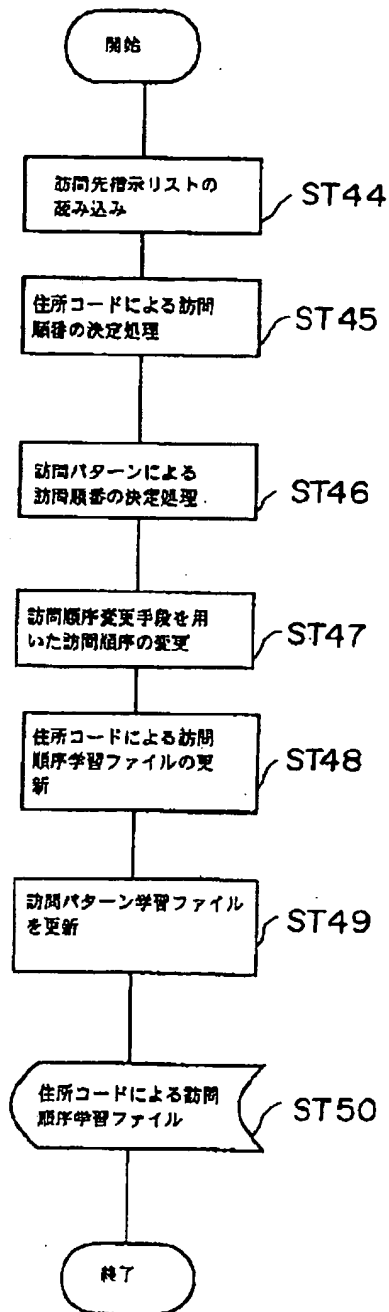 開始
訪問先指示リストの
読み込み
ST44
住所コードによる訪問
順番の決定処理
ST45
訪問パターンによる
訪問順番の決定処理
ST46
訪問順序変更手段を用
いた訪問順序の変更
ST47
住所コードによる訪問
順序学習ファイルの更
新
ST48
訪問パターン学習ファイル
を更新
ST49
住所コードによる訪問
順序学習ファイル
ST50
終了